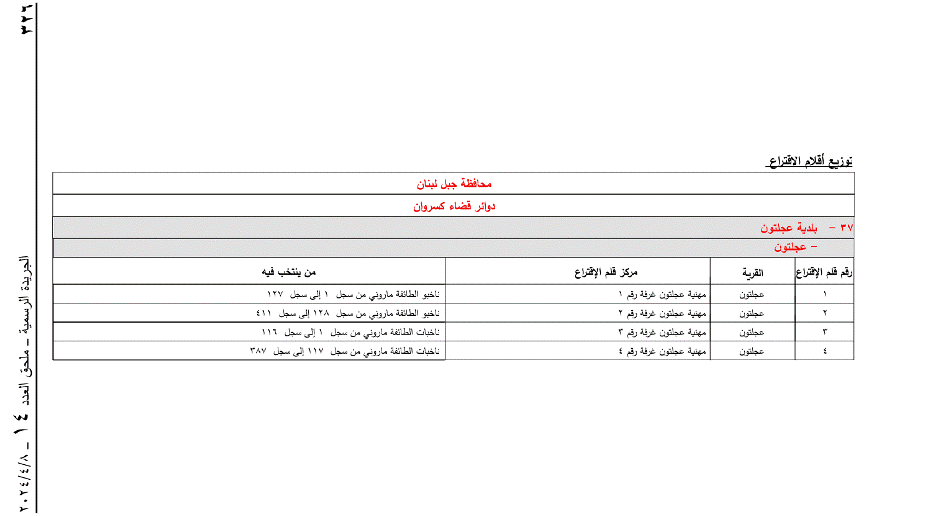 ٣٢٦
الجريدة الرسمية – ملحق العدد ١٤ – ٢٠٢٤/٤/٨
توزيع أقلام الاقتراع
محافظة جبل لبنان
دوائر قضاء كسروان
٣٧ - بلدية عجلتون
- عجلتون
رقم قلم الإقتراع القرية مركز قلم الإقتراع من ينتخب فيه
١ عجلتون مهنية عجلتون غرفة رقم ١ ناخبو الطائفة ماروني من سجل ١ إلى سجل ١٢٧
٢ عجلتون مهنية عجلتون غرفة رقم ٢ ناخبو الطائفة ماروني من سجل ١٢٨ إلى سجل ٤١١
٣ عجلتون مهنية عجلتون غرفة رقم ٣ ناخبات الطائفة ماروني من سجل ١ إلى سجل ١١٦
٤ عجلتون مهنية عجلتون غرفة رقم ٤ ناخبات الطائفة ماروني من سجل ١١٧ إلى سجل ٣٨٧